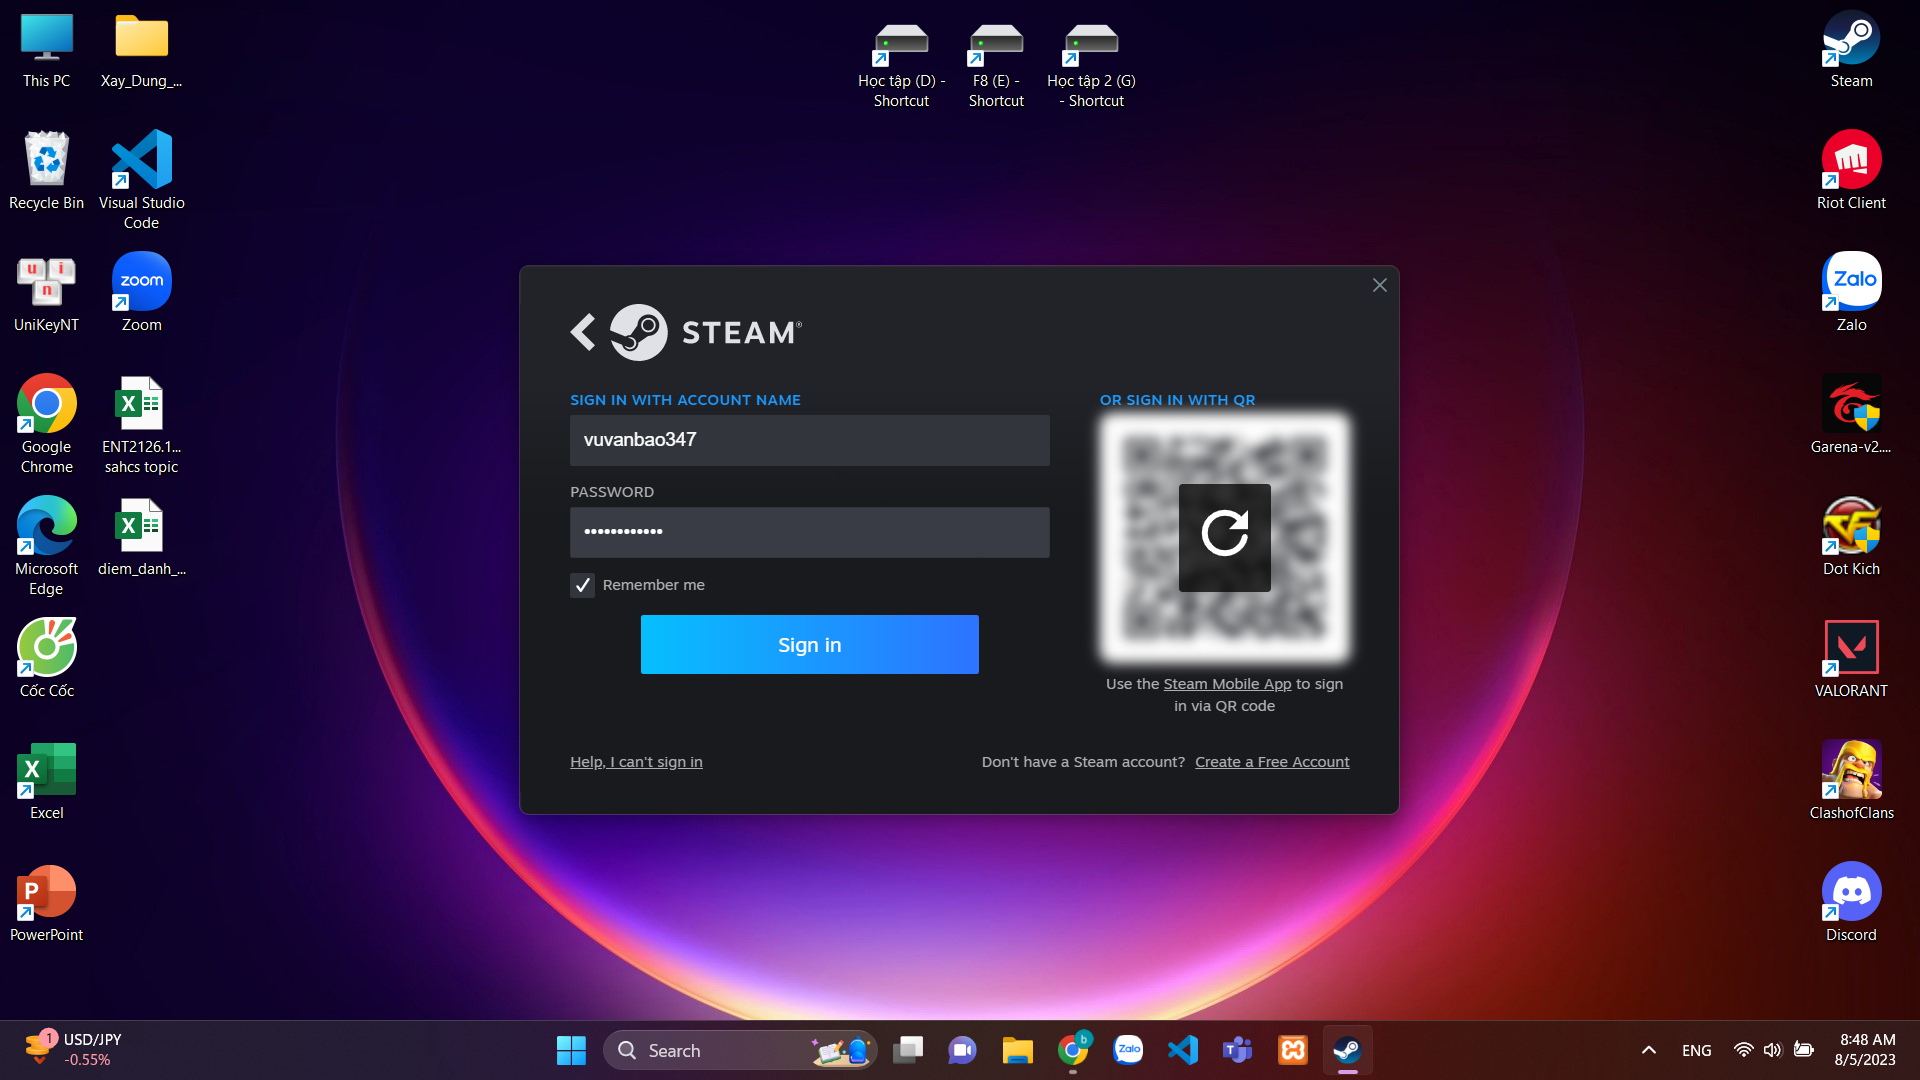 This PC
Xay_Dung_...
Recycle Bin
Visual Studio
Code
UniKeyNT
zoom
Zoom
Google
Chrome
ENT2126.1...
sahcs topic
Microsoft
Edge
diem_danh_...
Cốc Cốc
Excel
PowerPoint
Học tập (D) -
Shortcut
F8 (E) -
Shortcut
Học tập 2 (G)
- Shortcut
Steam
Riot Client
Zalo
Zalo
Garena-v2....
Dot Kich
VALORANT
ClashofClans
Discord
STEAM®
SIGN IN WITH ACCOUNT NAME
vuvanbao347
PASSWORD
••••••••••••
Remember me
Sign in
Help, I can't sign in
OR SIGN IN WITH QR
Use the Steam Mobile App to sign
in via QR code
Don't have a Steam account? Create a Free Account
1
USD/JPY
-0.55%
Search
b
Zalo
ENG
8:48 AM
8/5/2023